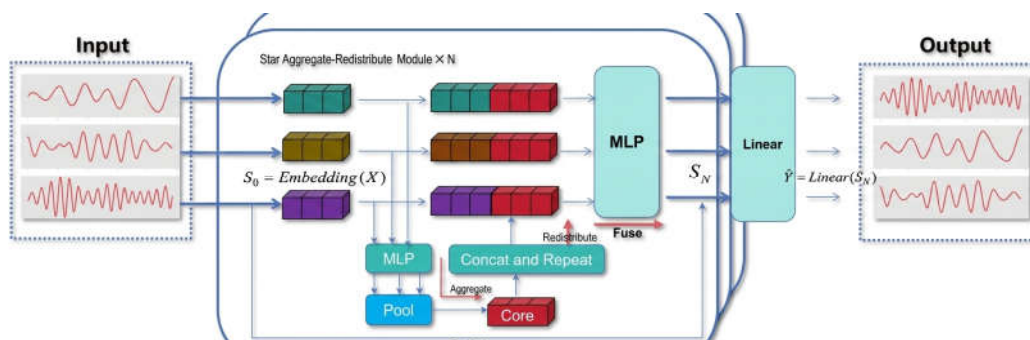 Input
Output
Star Aggregate-Redistribute Module × N
MLP
Linear
S₀ = Embedding(X)
S_N
Ŷ = Linear(S_N)
Redistribute
Fuse
MLP
Concat and Repeat
Aggregate
Pool
Core